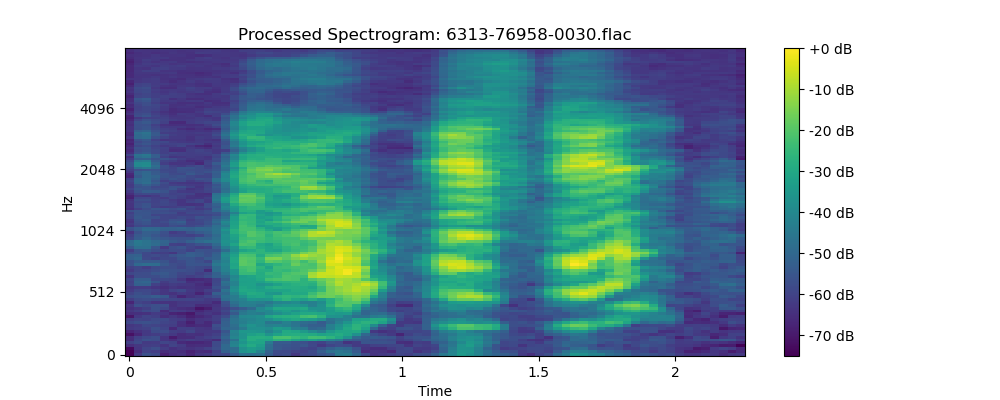 Processed Spectrogram: 6313-76958-0030.flac
+0 dB
4096
-10 dB
-20 dB
2048
-30 dB
Hz
1024
-40 dB
-50 dB
512
-60 dB
0
-70 dB
0 0.5 1 1.5 2
Time